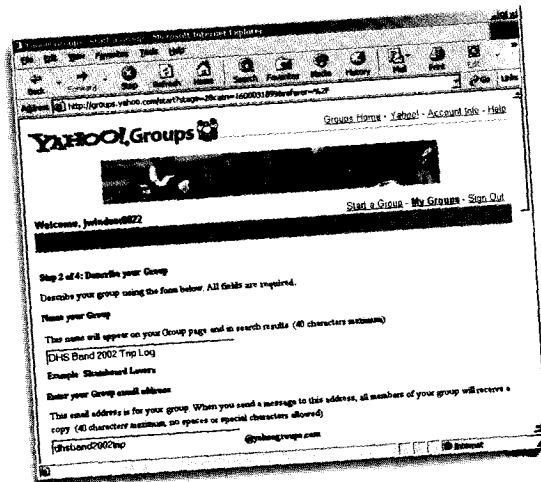 Microsoft Internet Explorer
File Edit View Favorites Tools Help
Back Forward Stop Refresh Home Search Favorites Media History Mail Print Edit
Address http://groups.yahoo.com/start? Go Links
YAHOO! Groups
Groups Home - Yahoo! - Account Info - Help
Welcome,
Start a Group - My Groups - Sign Out
Step 2 of 4: Describe your Group
Describe your group using the form below. All fields are required.
Name your Group
This name will appear on your Group page and in search results. (40 characters maximum)
DHS Band 2002 Trip Log
Example: Skateboard Lovers
Enter your Group email address
This email address is for your group. When you send a message to this address, all members of your group will receive a
copy. (40 characters maximum, no spaces or special characters allowed)
dhsband2002trip @yahoogroups.com
Internet